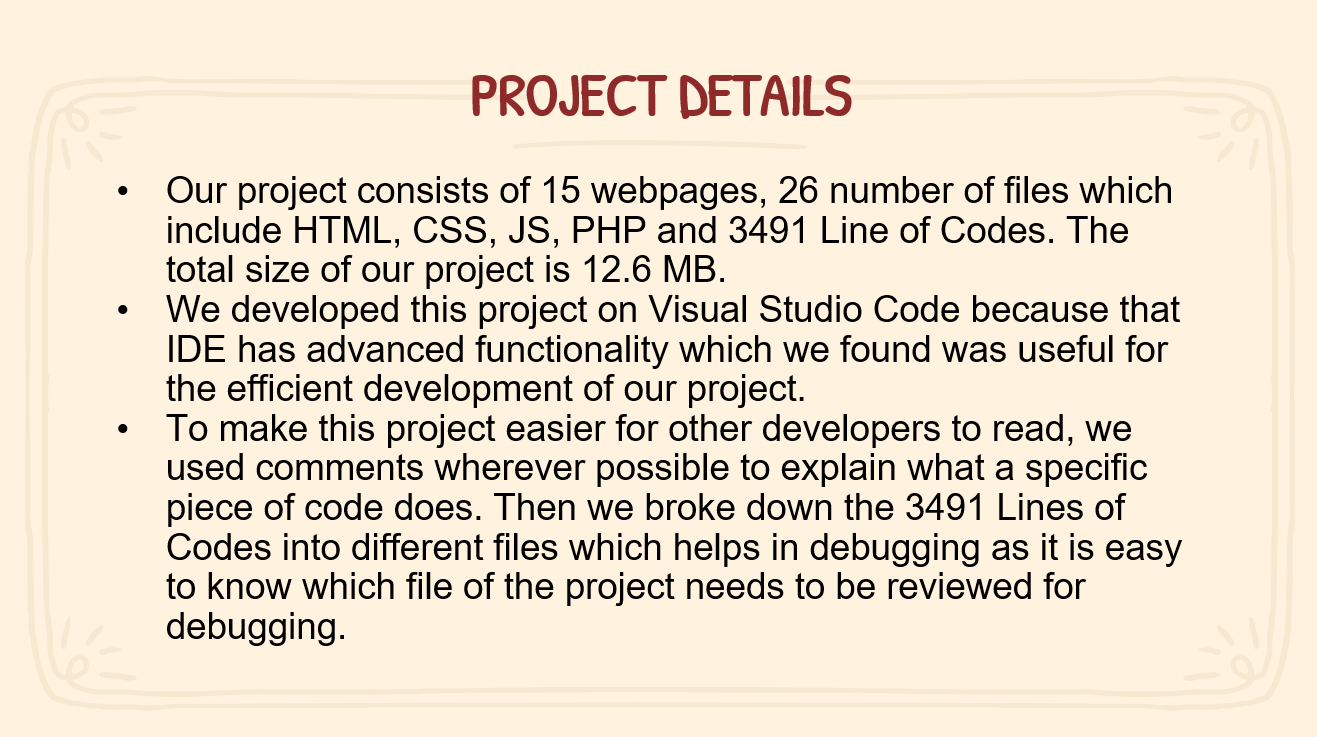 PROJECT DETAILS
• Our project consists of 15 webpages, 26 number of files which
include HTML, CSS, JS, PHP and 3491 Line of Codes. The
total size of our project is 12.6 MB.
• We developed this project on Visual Studio Code because that
IDE has advanced functionality which we found was useful for
the efficient development of our project.
• To make this project easier for other developers to read, we
used comments wherever possible to explain what a specific
piece of code does. Then we broke down the 3491 Lines of
Codes into different files which helps in debugging as it is easy
to know which file of the project needs to be reviewed for
debugging.